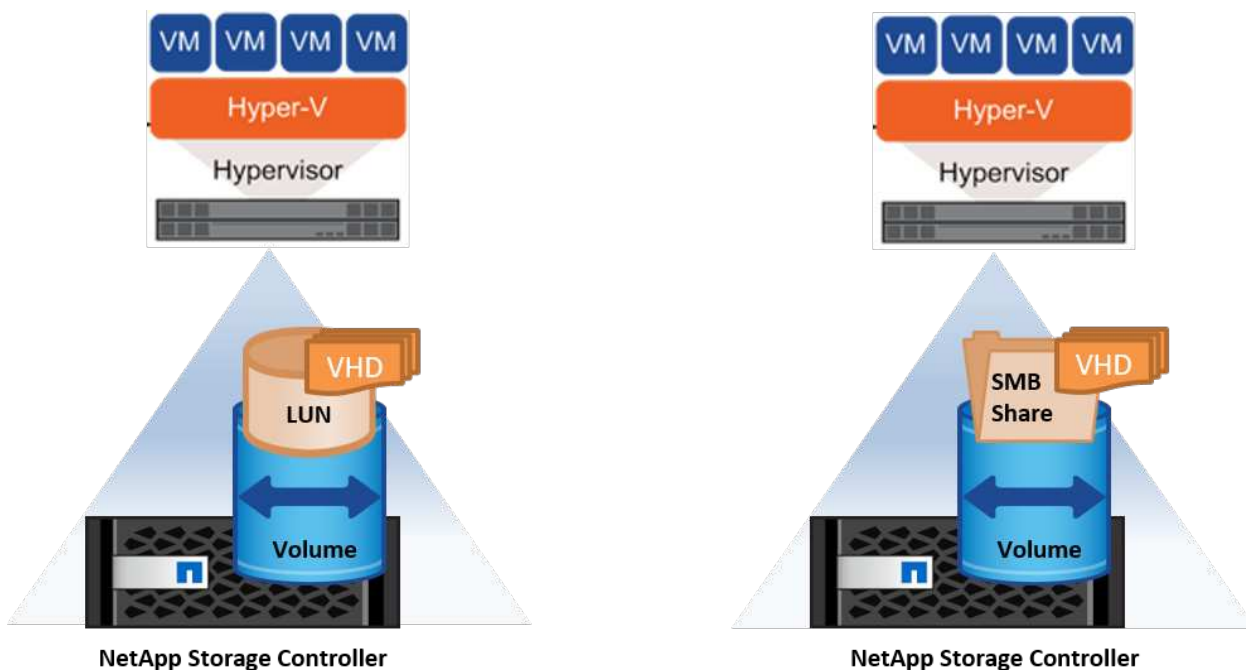 VM VM VM VM
Hyper-V
Hypervisor
VHD
LUN
Volume
NetApp Storage Controller
VM VM VM VM
Hyper-V
Hypervisor
VHD
SMB
Share
Volume
NetApp Storage Controller